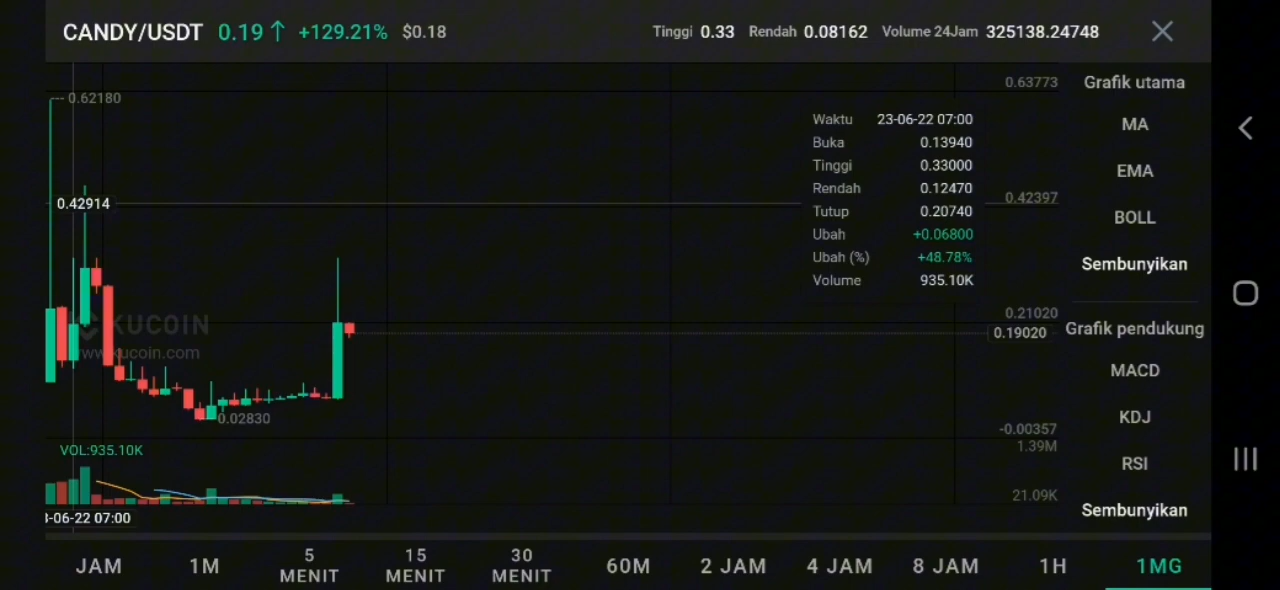 CANDY/USDT 0.19↑ +129.21% $0.18 Tinggi 0.33 Rendah 0.08162 Volume 24Jam 325138.24748
0.63773 Grafik utama
0.62180
Waktu 23-06-22 07:00
MA
Buka 0.13940
Tinggi 0.33000
EMA
Rendah 0.12470
0.42914 0.42397
Tutup 0.20740
BOLL
Ubah +0.06800
Ubah (%) +48.78%
Sembunyikan
Volume 935.10K
0.21020
KUCOIN
0.19020 Grafik pendukung
www.kucoin.com
MACD
0.02830
KDJ
-0.00357
1.39M
VOL:935.10K
RSI
21.09K
Sembunyikan
3-06-22 07:00
JAM 1M 5 MENIT 15 MENIT 30 MENIT 60M 2 JAM 4 JAM 8 JAM 1H 1MG